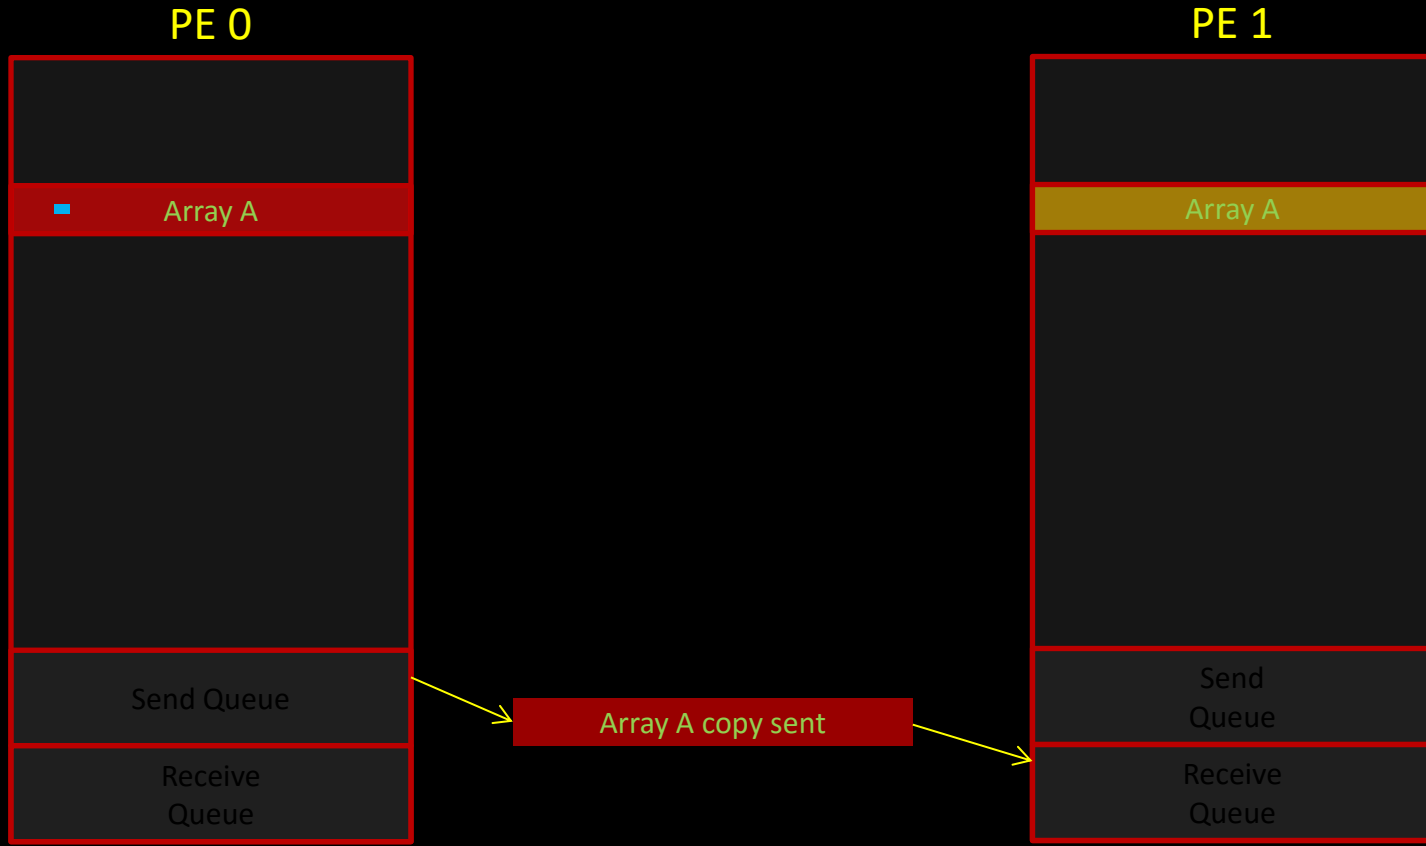 PE 0
Array A
Send Queue
Receive
Queue
Array A copy sent
PE 1
Array A
Send
Queue
Receive
Queue